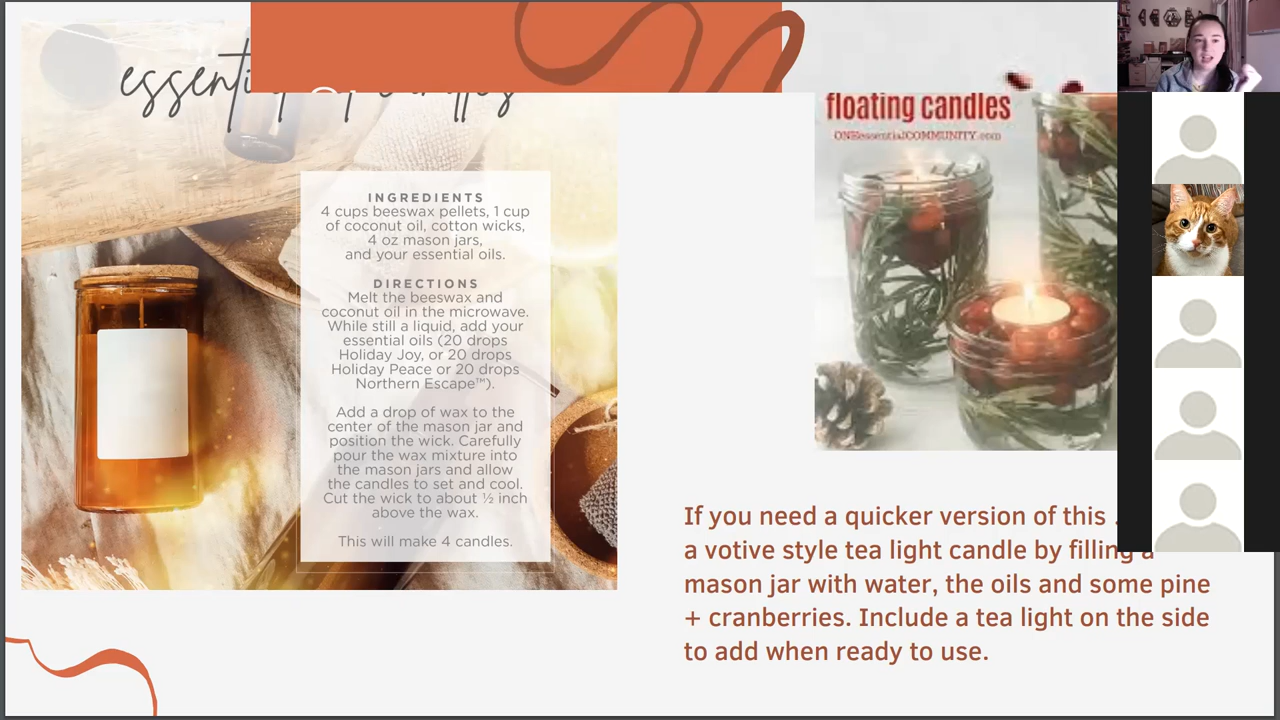 floating candles
ONEessentialCOMMUNITY.com
INGREDIENTS
4 cups beeswax pellets, 1 cup
of coconut oil, cotton wicks,
4 oz mason jars,
and your essential oils.
DIRECTIONS
Melt the beeswax and
coconut oil in the microwave.
While still a liquid, add your
essential oils (20 drops
Holiday Joy, or 20 drops
Holiday Peace or 20 drops
Northern Escape™).
Add a drop of wax to the
center of the mason jar and
position the wick. Carefully
pour the wax mixture into
the mason jars and allow
the candles to set and cool.
Cut the wick to about ½ inch
above the wax.
This will make 4 candles.
If you need a quicker version of this .
a votive style tea light candle by filling a
mason jar with water, the oils and some pine
+ cranberries. Include a tea light on the side
to add when ready to use.